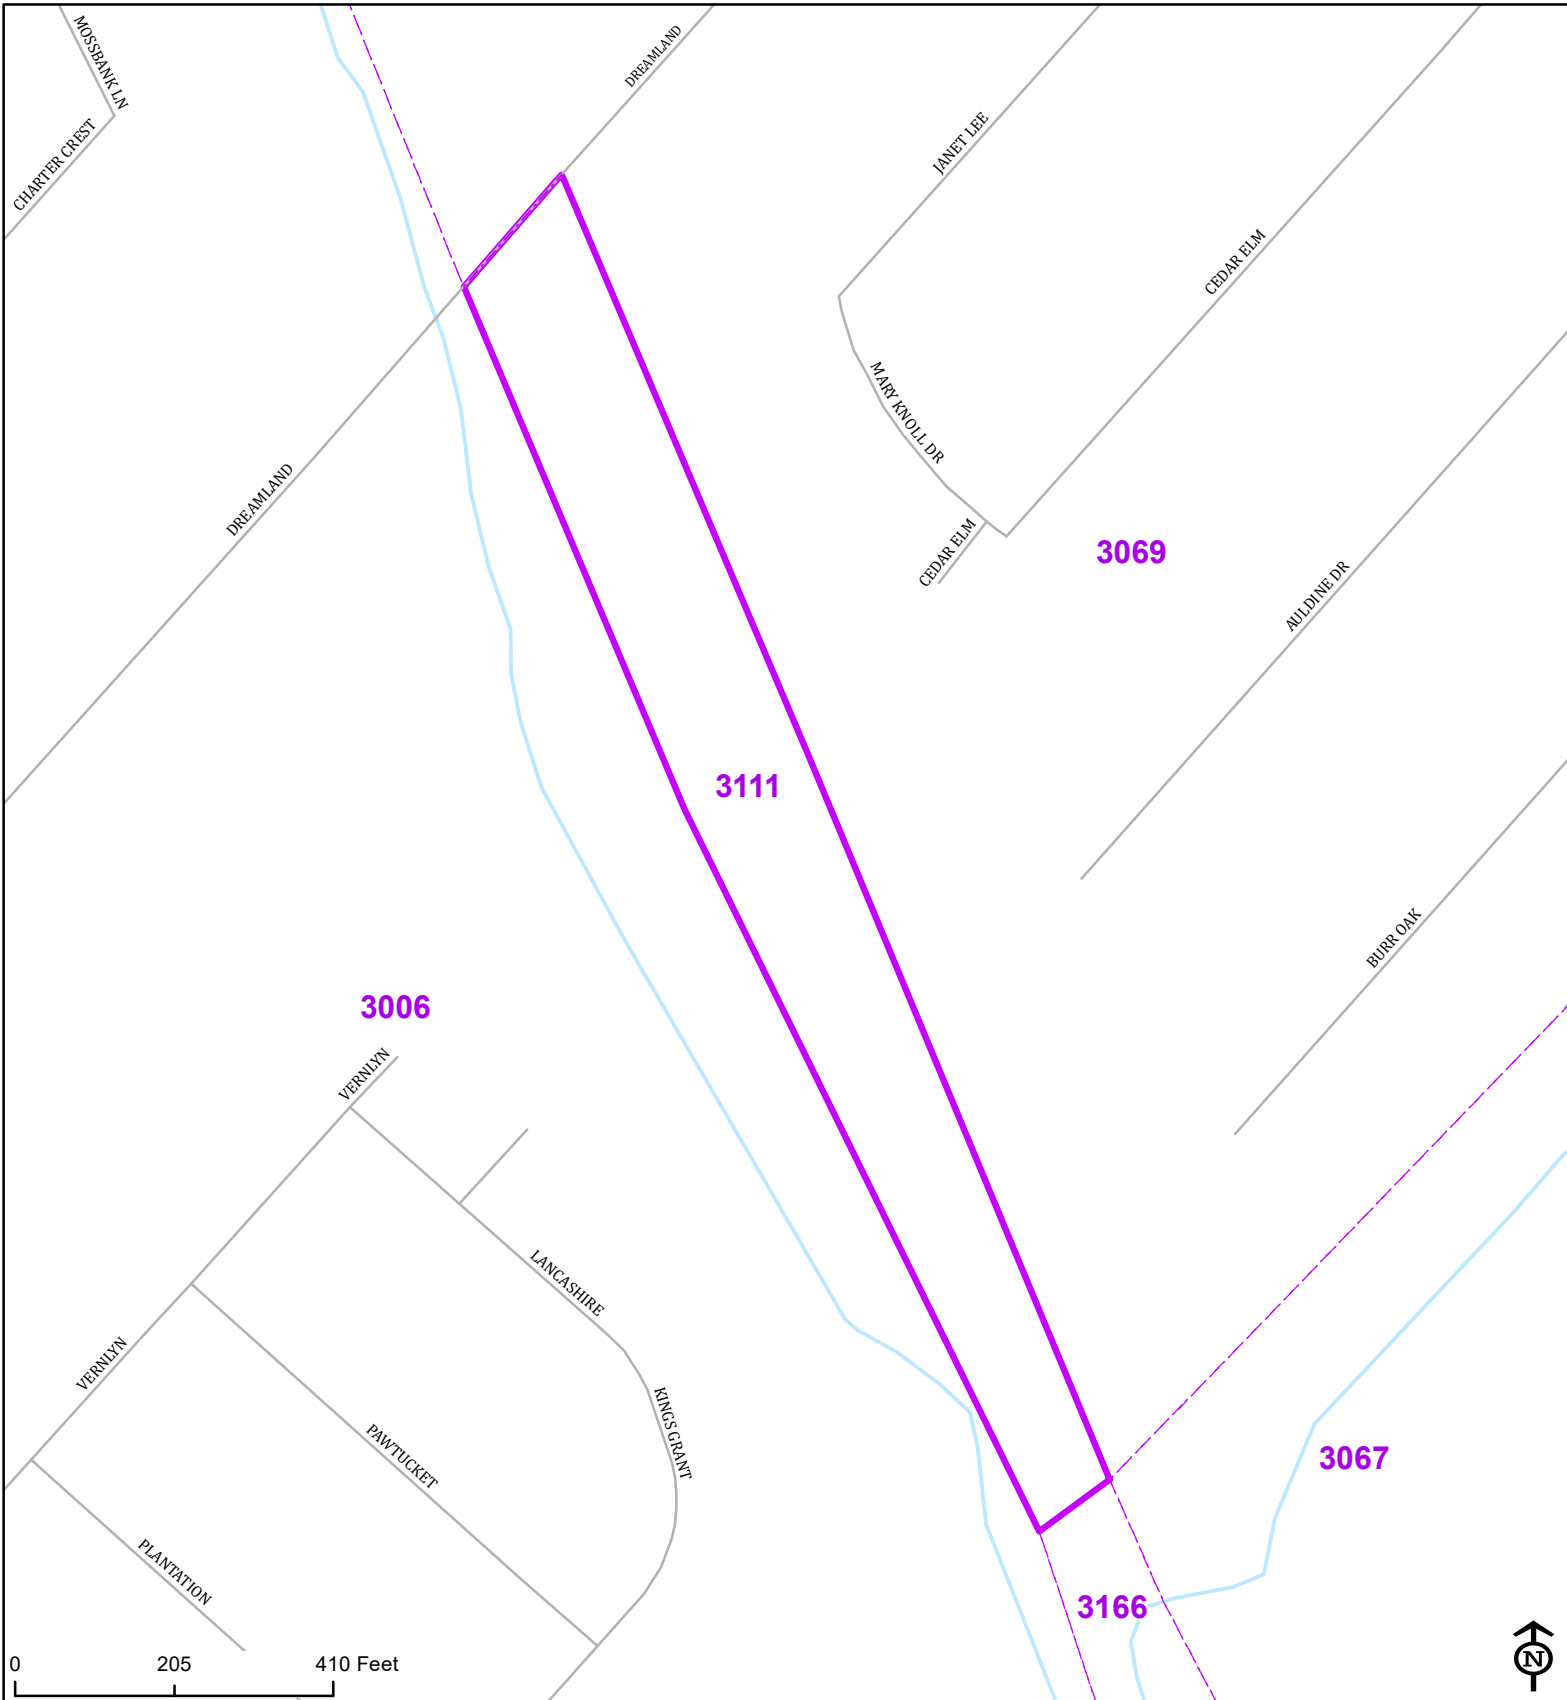 MOSSBANK LN
DREAMLAND
CHARTER CREST
JANET LEE
CEDAR ELM
MARY KNOLL DR
DREAMLAND
CEDAR ELM
3069
AULDINE DR
3111
BURR OAK
3006
VERNLYN
LANCASHIRE
VERNLYN
KINGS GRANT
PAWTUCKET
3067
PLANTATION
3166
0 205 410 Feet
N